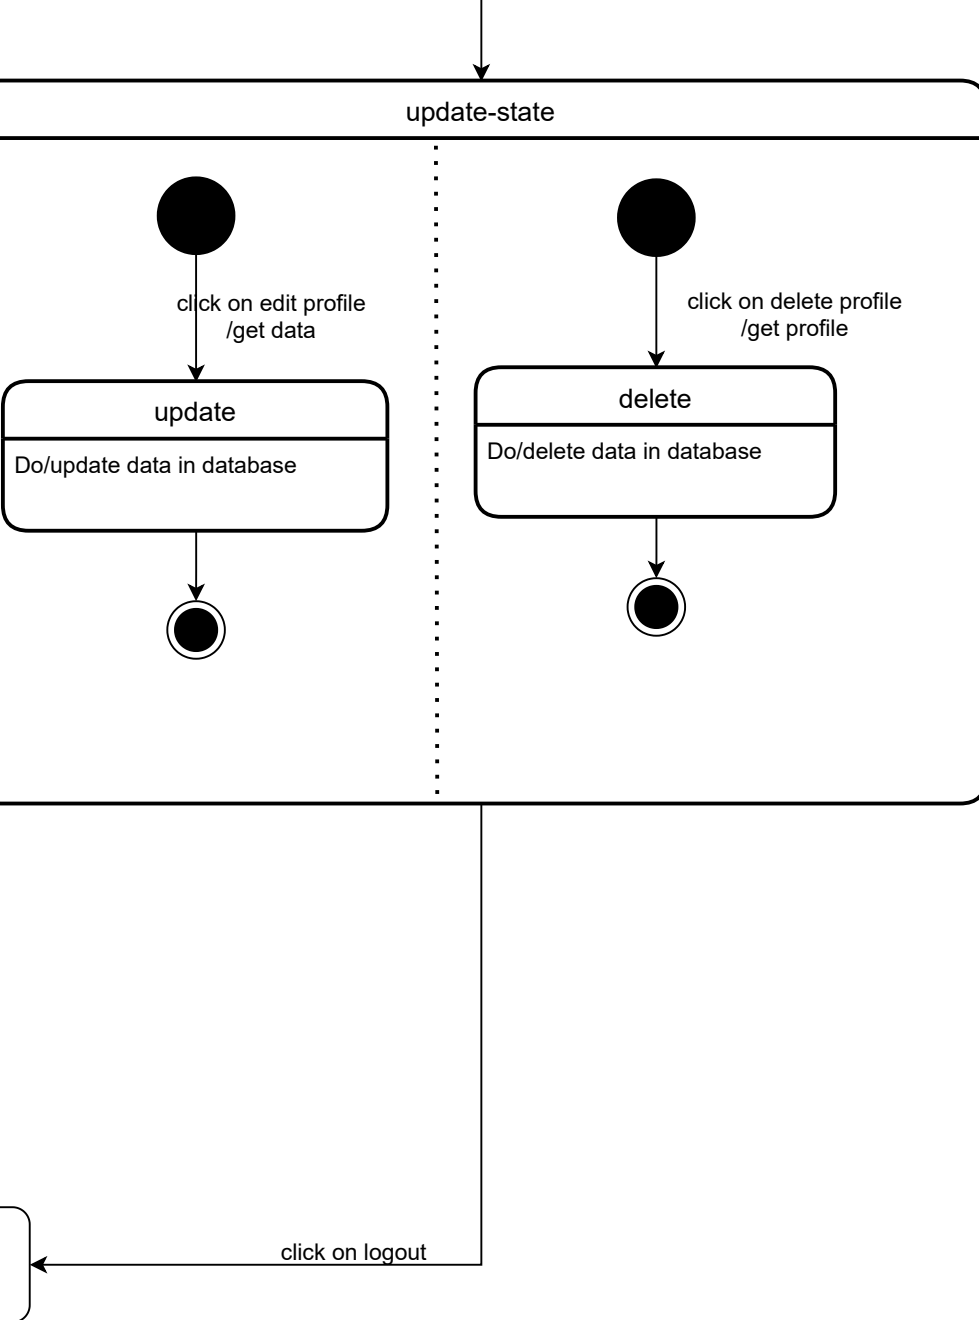 update-state
click on edit profile
/get data
click on delete profile
/get profile
update
Do/update data in database
delete
Do/delete data in database
click on logout